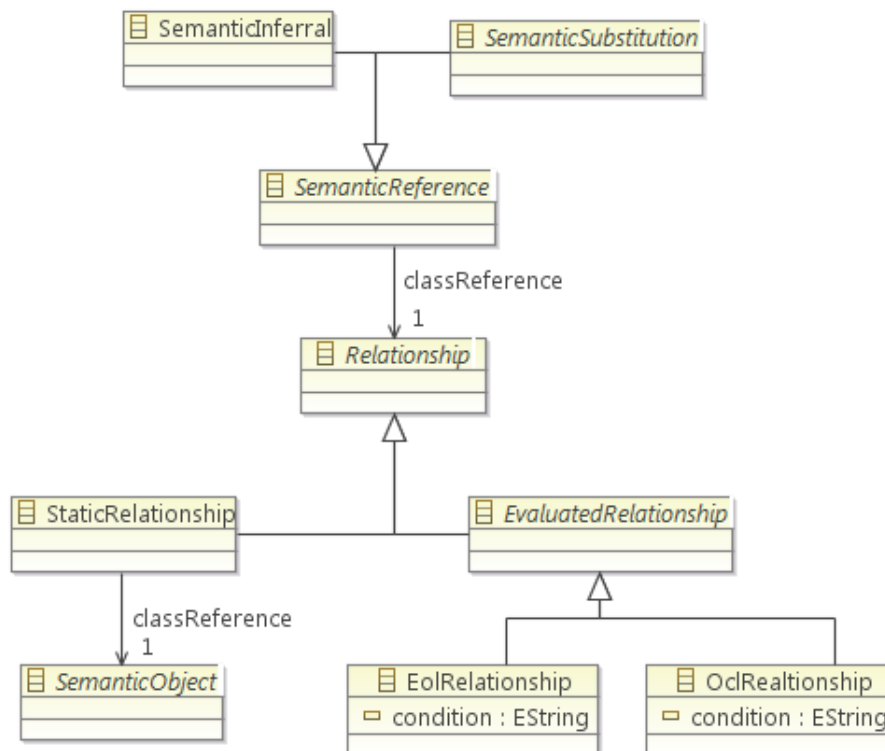 SemanticInferral
SemanticSubstitution
SemanticReference
classReference
1
Relationship
StaticRelationship
EvaluatedRelationship
classReference
1
SemanticObject
EolRelationship
condition : EString
OclRealtionship
condition : EString